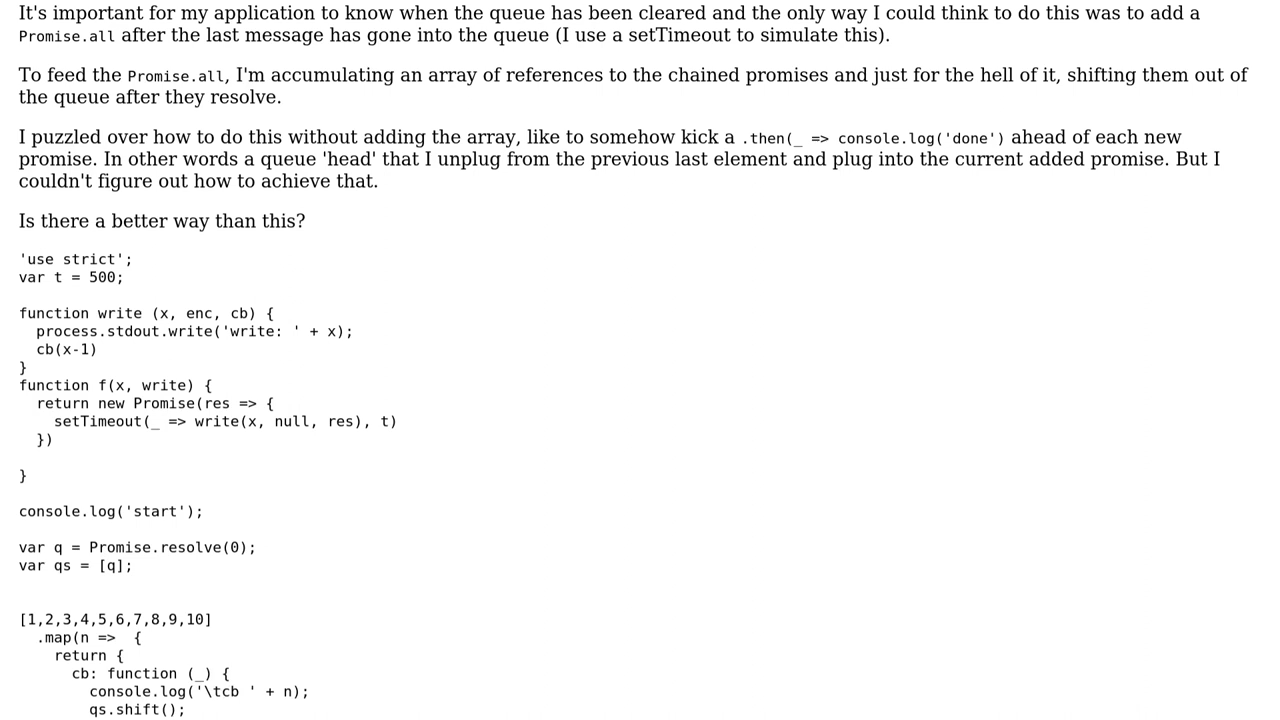 It's important for my application to know when the queue has been cleared and the only way I could think to do this was to add a
Promise.all after the last message has gone into the queue (I use a setTimeout to simulate this).
To feed the Promise.all, I'm accumulating an array of references to the chained promises and just for the hell of it, shifting them out of
the queue after they resolve.
I puzzled over how to do this without adding the array, like to somehow kick a .then(_ => console.log('done') ahead of each new
promise. In other words a queue 'head' that I unplug from the previous last element and plug into the current added promise. But I
couldn't figure out how to achieve that.
Is there a better way than this?
'use strict';
var t = 500;
function write (x, enc, cb) {
  process.stdout.write('write: ' + x);
  cb(x-1)
}
function f(x, write) {
  return new Promise(res => {
    setTimeout(_ => write(x, null, res), t)
  })
}
console.log('start');
var q = Promise.resolve(0);
var qs = [q];
[1,2,3,4,5,6,7,8,9,10]
  .map(n =>  {
    return {
      cb: function (_) {
        console.log('\tcb ' + n);
        qs.shift();